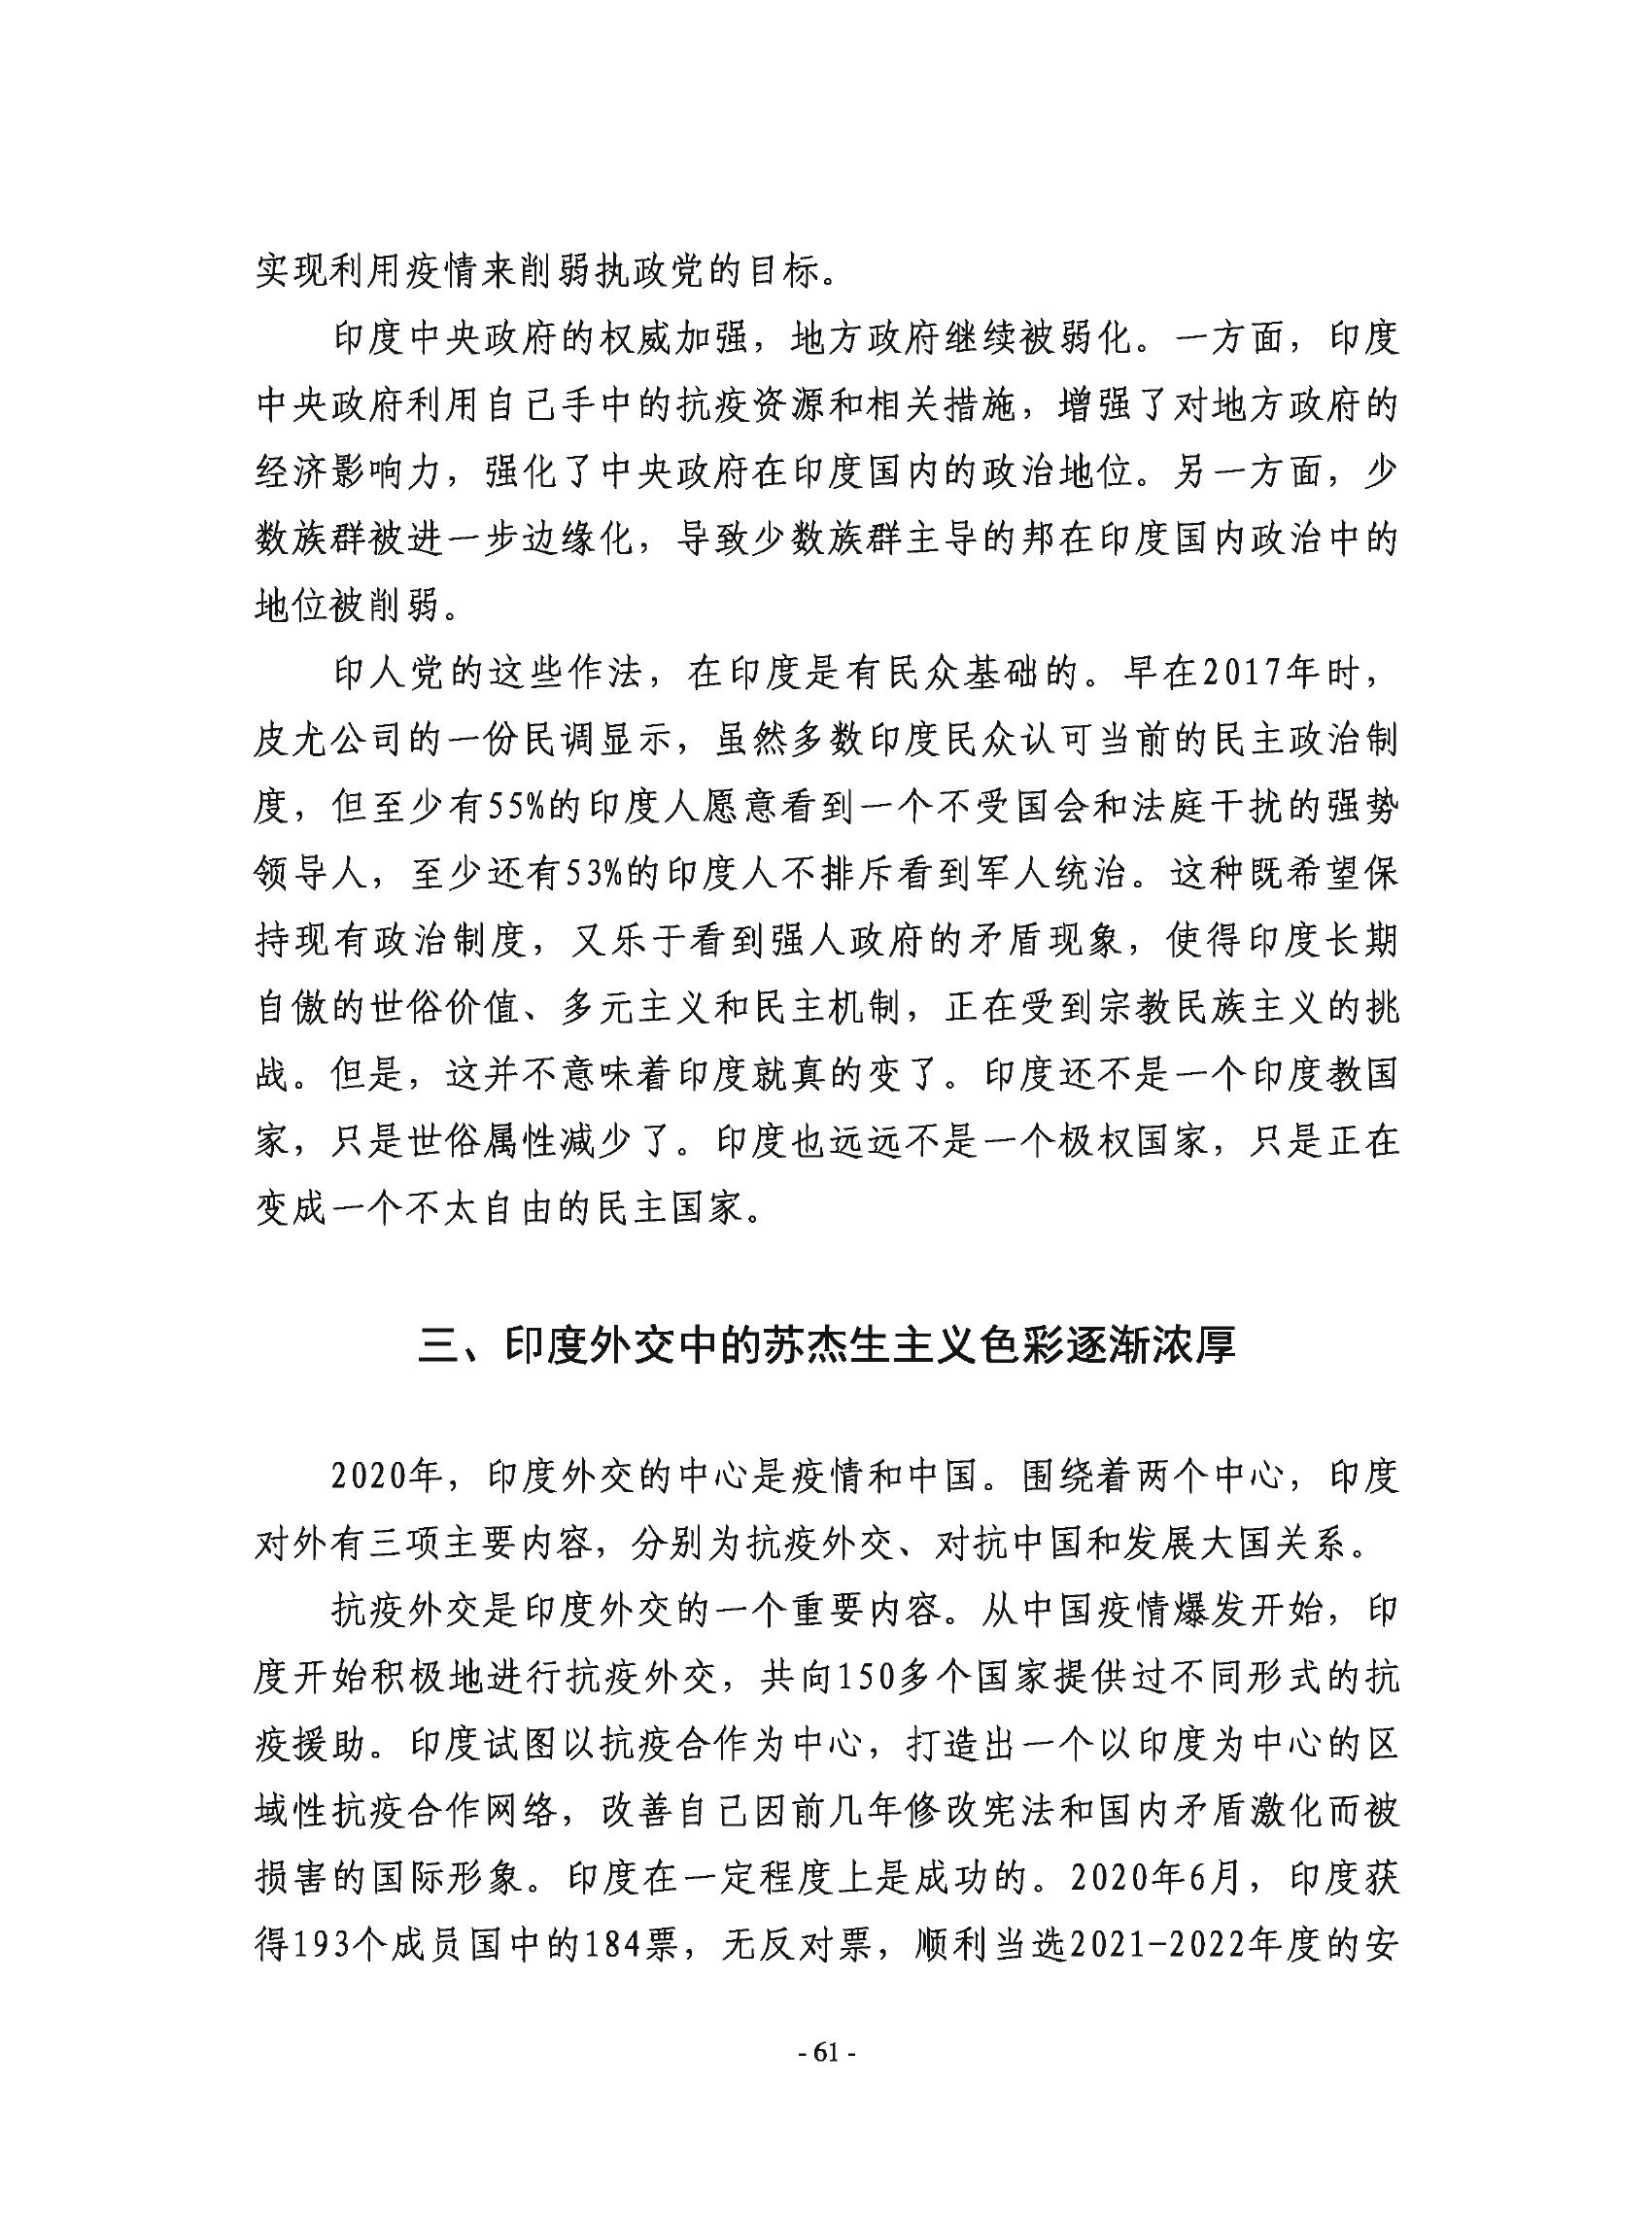 实现利用疫情来削弱执政党的目标。
印度中央政府的权威加强，地方政府继续被弱化。一方面，印度
中央政府利用自己手中的抗疫资源和相关措施，增强了对地方政府的
经济影响力，强化了中央政府在印度国内的政治地位。另一方面，少
数族群被进一步边缘化，导致少数族群主导的邦在印度国内政治中的
地位被削弱。
印人党的这些作法，在印度是有民众基础的。早在2017年时，
皮尤公司的一份民调显示，虽然多数印度民众认可当前的民主政治制
度，但至少有55%的印度人愿意看到一个不受国会和法庭干扰的强势
领导人，至少还有53%的印度人不排斥看到军人统治。这种既希望保
持现有政治制度，又乐于看到强人政府的矛盾现象，使得印度长期
自傲的世俗价值、多元主义和民主机制，正在受到宗教民族主义的挑
战。但是，这并不意味着印度就真的变了。印度还不是一个印度教国
家，只是世俗属性减少了。印度也远远不是一个极权国家，只是正在
变成一个不太自由的民主国家。
三、印度外交中的苏杰生主义色彩逐渐浓厚
2020年，印度外交的中心是疫情和中国。围绕着两个中心，印度
对外有三项主要内容，分别为抗疫外交、对抗中国和发展大国关系。
抗疫外交是印度外交的一个重要内容。从中国疫情爆发开始，印
度开始积极地进行抗疫外交，共向150多个国家提供过不同形式的抗
疫援助。印度试图以抗疫合作为中心，打造出一个以印度为中心的区
域性抗疫合作网络，改善自己因前几年修改宪法和国内矛盾激化而被
损害的国际形象。印度在一定程度上是成功的。2020年6月，印度获
得193个成员国中的184票，无反对票，顺利当选2021-2022年度的安
- 61 -